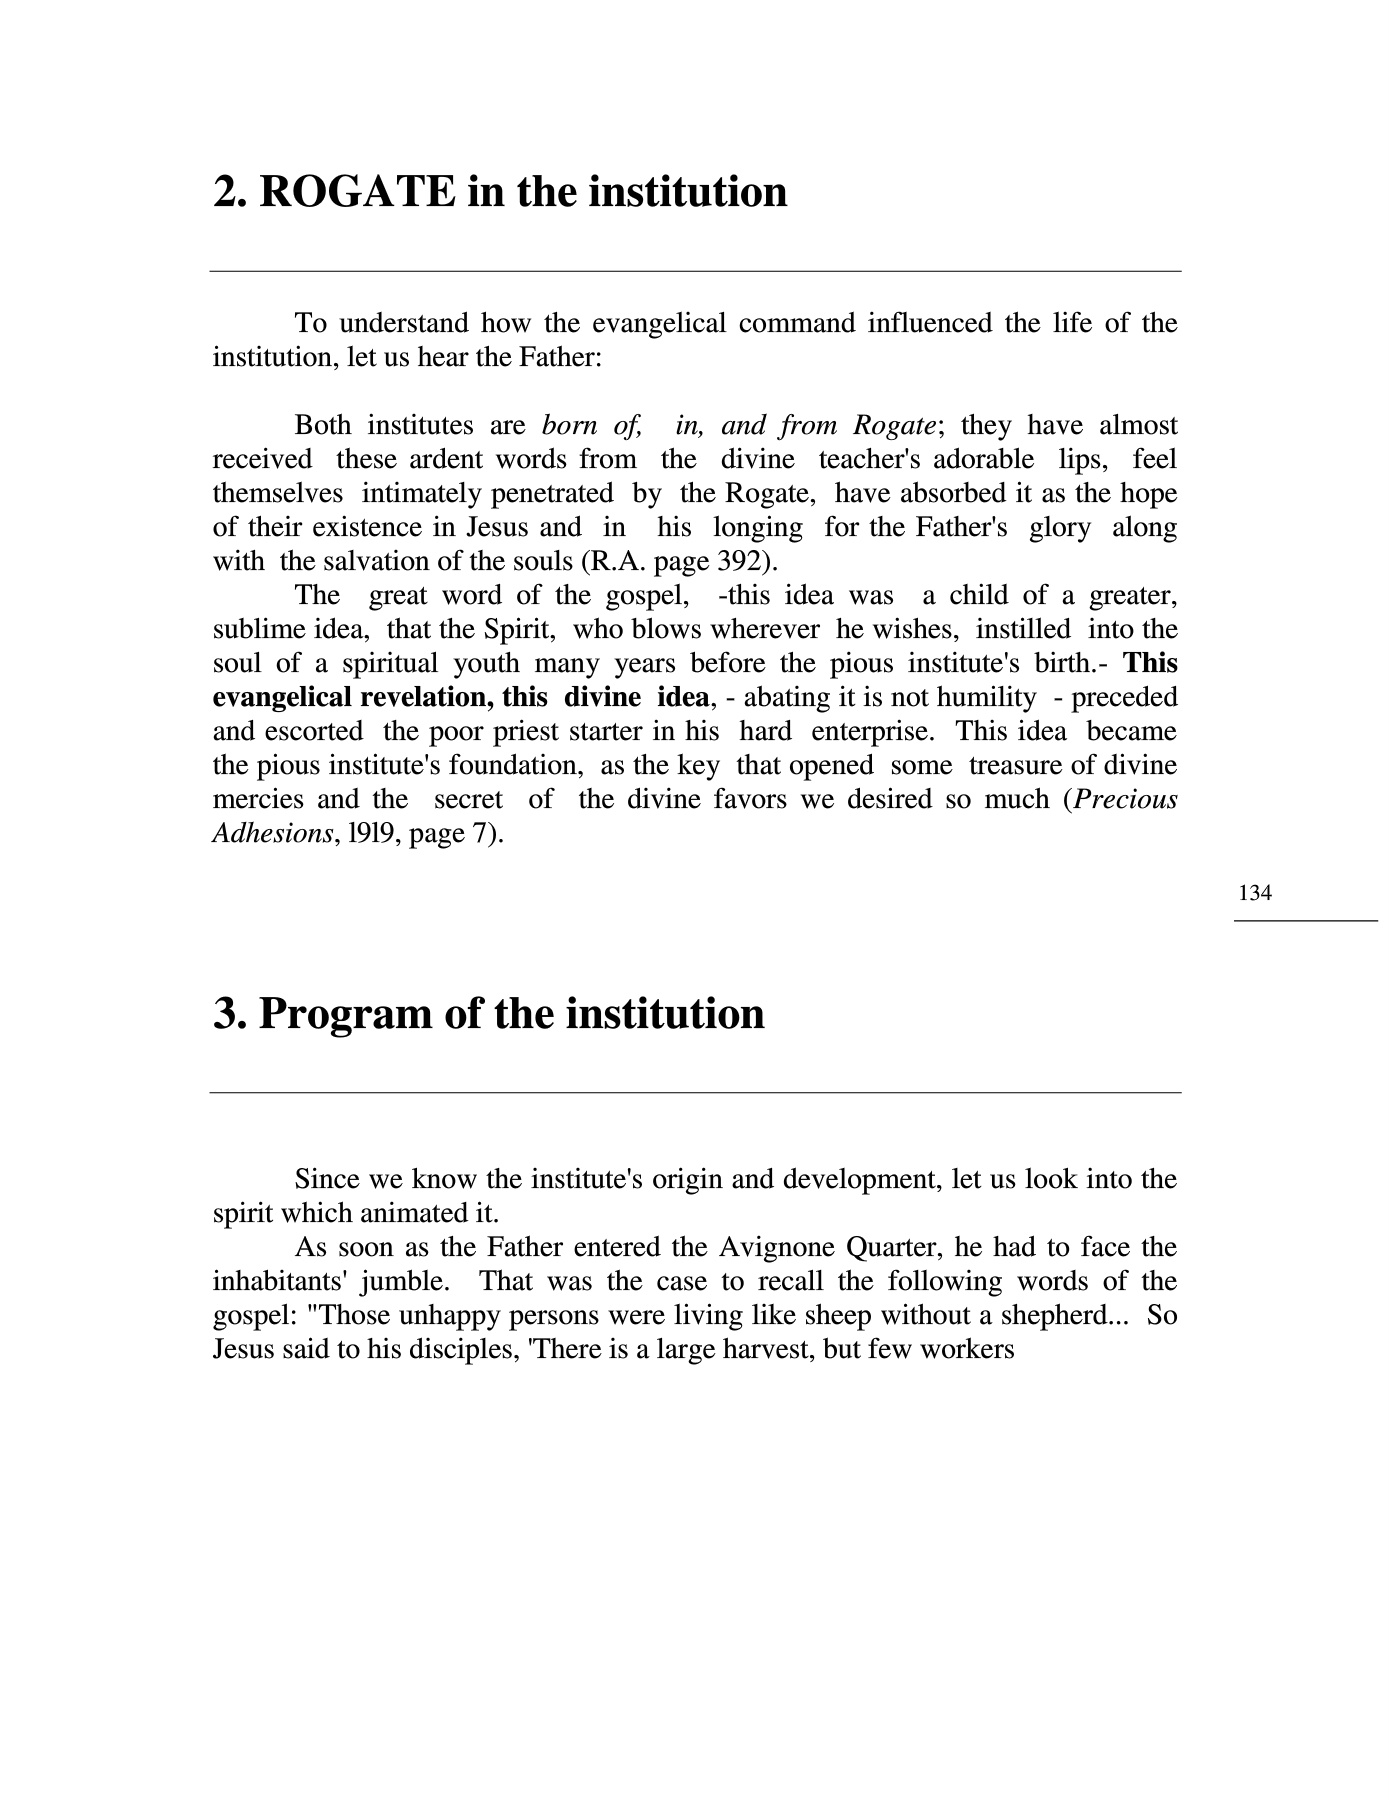 2. ROGATE in the institution
To understand how the evangelical command influenced the life of the
institution, let us hear the Father:
Both institutes are born of, in, and from Rogate; they have almost
received these ardent words from the divine teacher's adorable lips, feel
themselves intimately penetrated by the Rogate, have absorbed it as the hope
of their existence in Jesus and in his longing for the Father's glory along
with the salvation of the souls (R.A. page 392).
The great word of the gospel, -this idea was a child of a greater,
sublime idea, that the Spirit, who blows wherever he wishes, instilled into the
soul of a spiritual youth many years before the pious institute's birth.- This
evangelical revelation, this divine idea, - abating it is not humility - preceded
and escorted the poor priest starter in his hard enterprise. This idea became
the pious institute's foundation, as the key that opened some treasure of divine
mercies and the secret of the divine favors we desired so much (Precious
Adhesions, l9l9, page 7).
134
3. Program of the institution
Since we know the institute's origin and development, let us look into the
spirit which animated it.
As soon as the Father entered the Avignone Quarter, he had to face the
inhabitants' jumble. That was the case to recall the following words of the
gospel: "Those unhappy persons were living like sheep without a shepherd... So
Jesus said to his disciples, 'There is a large harvest, but few workers